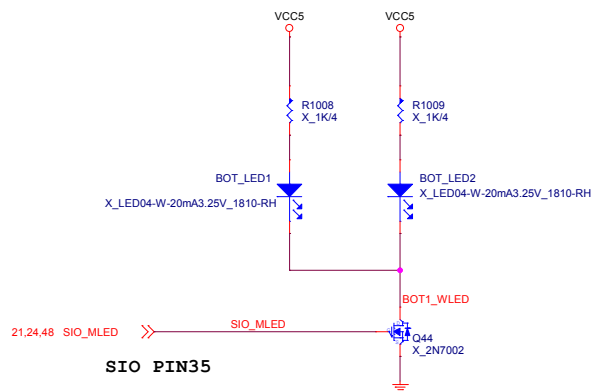 VCC5
VCC5
R1008
X_1K/4
R1009
X_1K/4
BOT_LED1
X_LED04-W-20mA3.25V_1810-RH
BOT_LED2
X_LED04-W-20mA3.25V_1810-RH
BOT1_WLED
21,24,48 SIO_MLED
SIO_MLED
Q44
X_2N7002
SIO PIN35